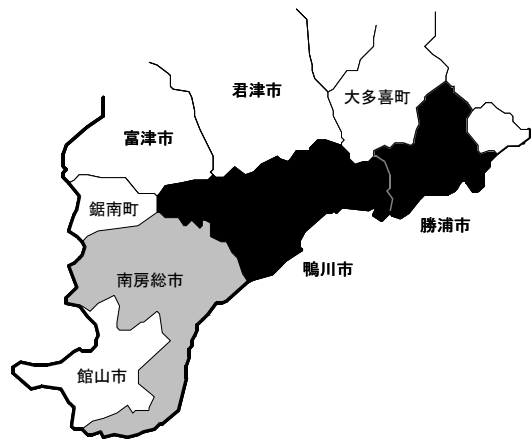 君津市
大多喜町
富津市
鋸南町
勝浦市
鴨川市
南房総市
館山市